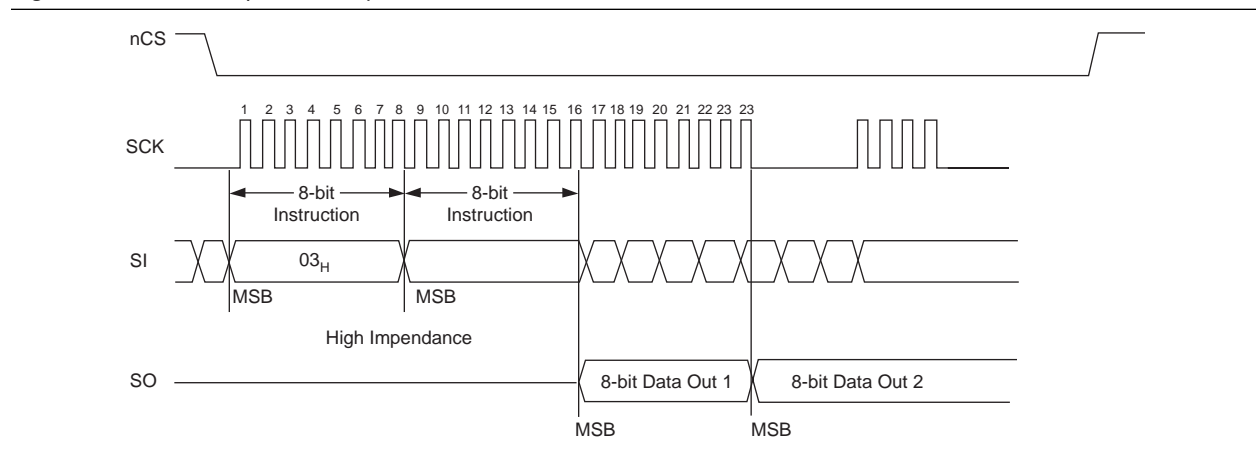 nCS
1 2 3 4 5 6 7 8 9 10 11 12 13 14 15 16 17 18 19 20 21 22 23 23
SCK
8-bit
Instruction
8-bit
Instruction
SI
03H
MSB
MSB
High Impendance
SO
8-bit Data Out 1
8-bit Data Out 2
MSB
MSB